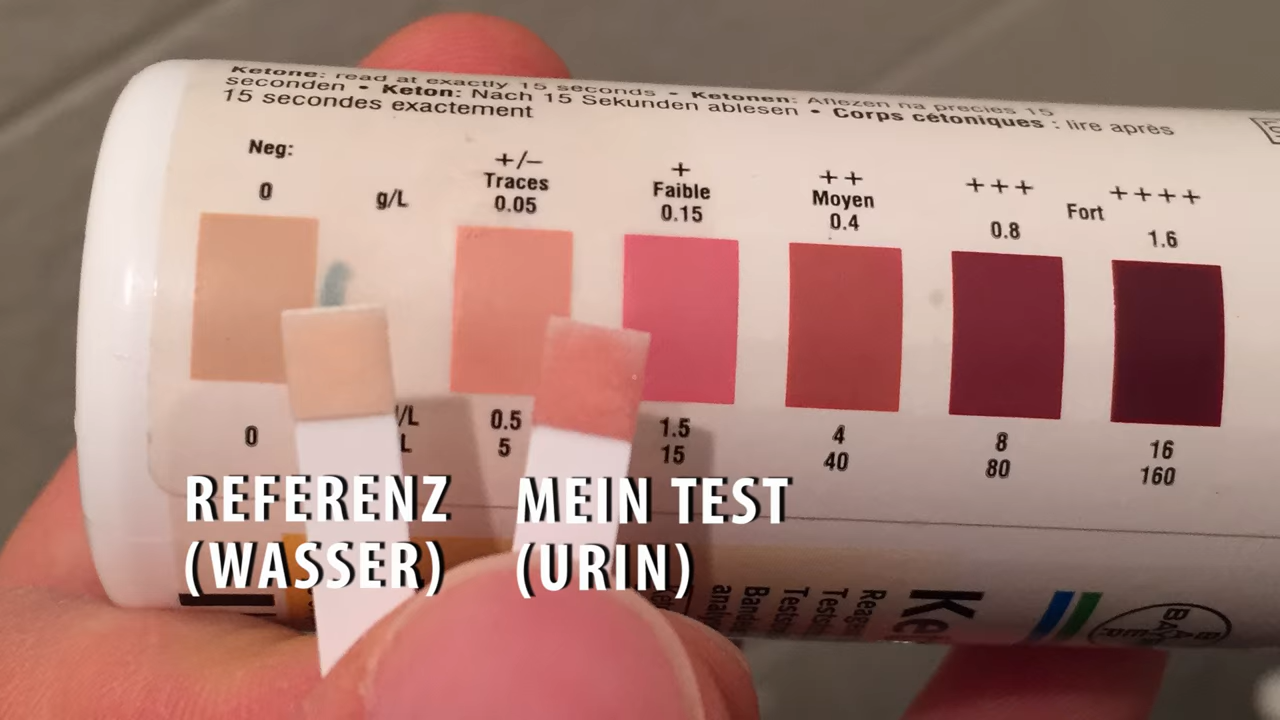 Ketone: read at exactly 15 seconds • Ketonen: Aflezen na precies 15
seconden • Keton: Nach 15 Sekunden ablesen • Corps cétoniques : lire après
15 secondes exactement
Neg: +/– + ++ +++ ++++
Traces Faible Moyen Fort
0 g/L 0.05 0.15 0.4 0.8 1.6
0 /L 0.5 1.5 4 8 16
L 5 15 40 80 160
REFERENZ
(WASSER)
MEIN TEST
(URIN)
Ke
BAYER